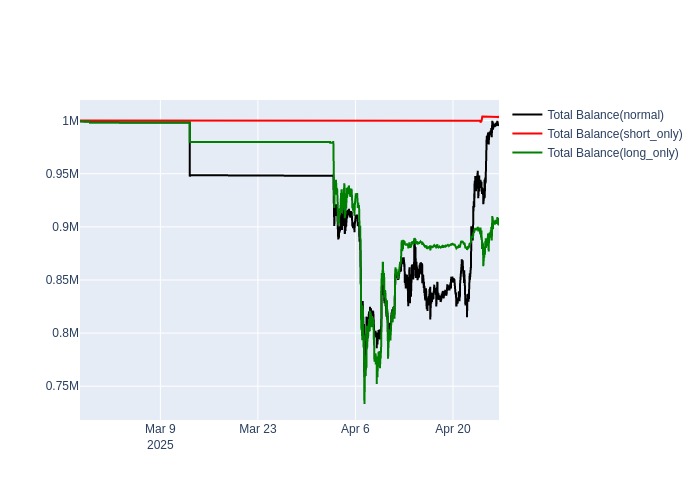 1M
0.95M
0.9M
0.85M
0.8M
0.75M
Mar 9
2025
Mar 23
Apr 6
Apr 20
Total Balance(normal)
Total Balance(short_only)
Total Balance(long_only)